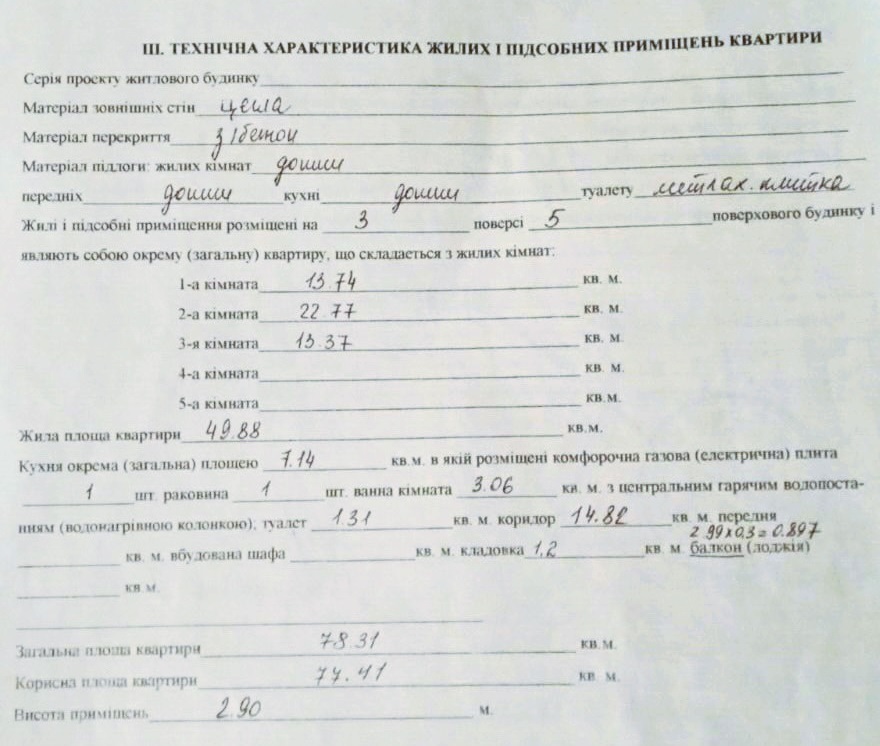 ІІІ. ТЕХНІЧНА ХАРАКТЕРИСТИКА ЖИЛИХ І ПІДСОБНИХ ПРИМІЩЕНЬ КВАРТИРИ
Серія проекту житлового будинку
Матеріал зовнішніх стін цегла
Матеріал перекриття з/бетон
Матеріал підлоги: жилих кімнат дошки
передніх дошки кухні дошки туалету метлах. плитка
Жилі і підсобні приміщення розміщені на 3 поверсі 5 поверхового будинку і
являють собою окрему (загальну) квартиру, що складається з жилих кімнат:
1-а кімната 13.74 кв. м.
2-а кімната 22.77 кв. м.
3-я кімната 13.37 кв. м.
4-а кімната кв. м.
5-а кімната кв.м.
Жила площа квартири 49.88 кв.м.
Кухня окрема (загальна) площею 7.14 кв.м. в якій розміщені комфорочна газова (електрична) плита
1 шт. раковина 1 шт. ванна кімната 3.06 кв. м. з центральним гарячим водопоста-
нням (водонагрівною колонкою), туалет 1.31 кв. м. коридор 14.82 кв. м. передня
2.99х0,3=0.897
кв. м. вбудована шафа кв. м. кладовка 1,2 кв. м. балкон (лоджія)
кв. м.
Загальна площа квартири 78.31 кв.м.
Корисна площа квартири 77.41 кв. м.
Висота приміщень 2.90 м.